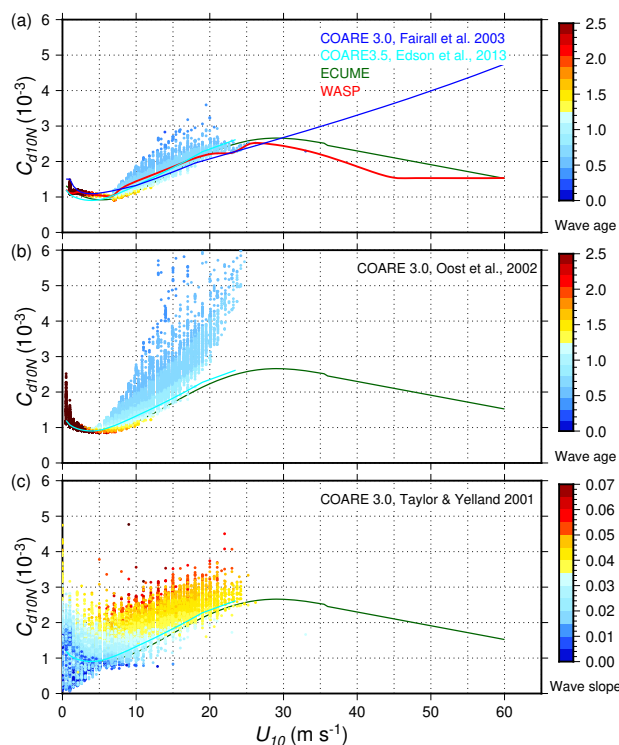 (a)
COARE 3.0, Fairall et al. 2003
COARE3.5, Edson et al., 2013
ECUME
WASP
C_d10N (10^-3)
6
5
4
3
2
1
0
2.5
2.0
1.5
1.0
0.5
0.0
Wave age
(b)
COARE 3.0, Oost et al., 2002
C_d10N (10^-3)
6
5
4
3
2
1
0
2.5
2.0
1.5
1.0
0.5
0.0
Wave age
(c)
COARE 3.0, Taylor & Yelland 2001
C_d10N (10^-3)
6
5
4
3
2
1
0
0.07
0.06
0.05
0.04
0.03
0.02
0.01
0.00
Wave slope
0 10 20 30 40 50 60
U_10 (m s^-1)